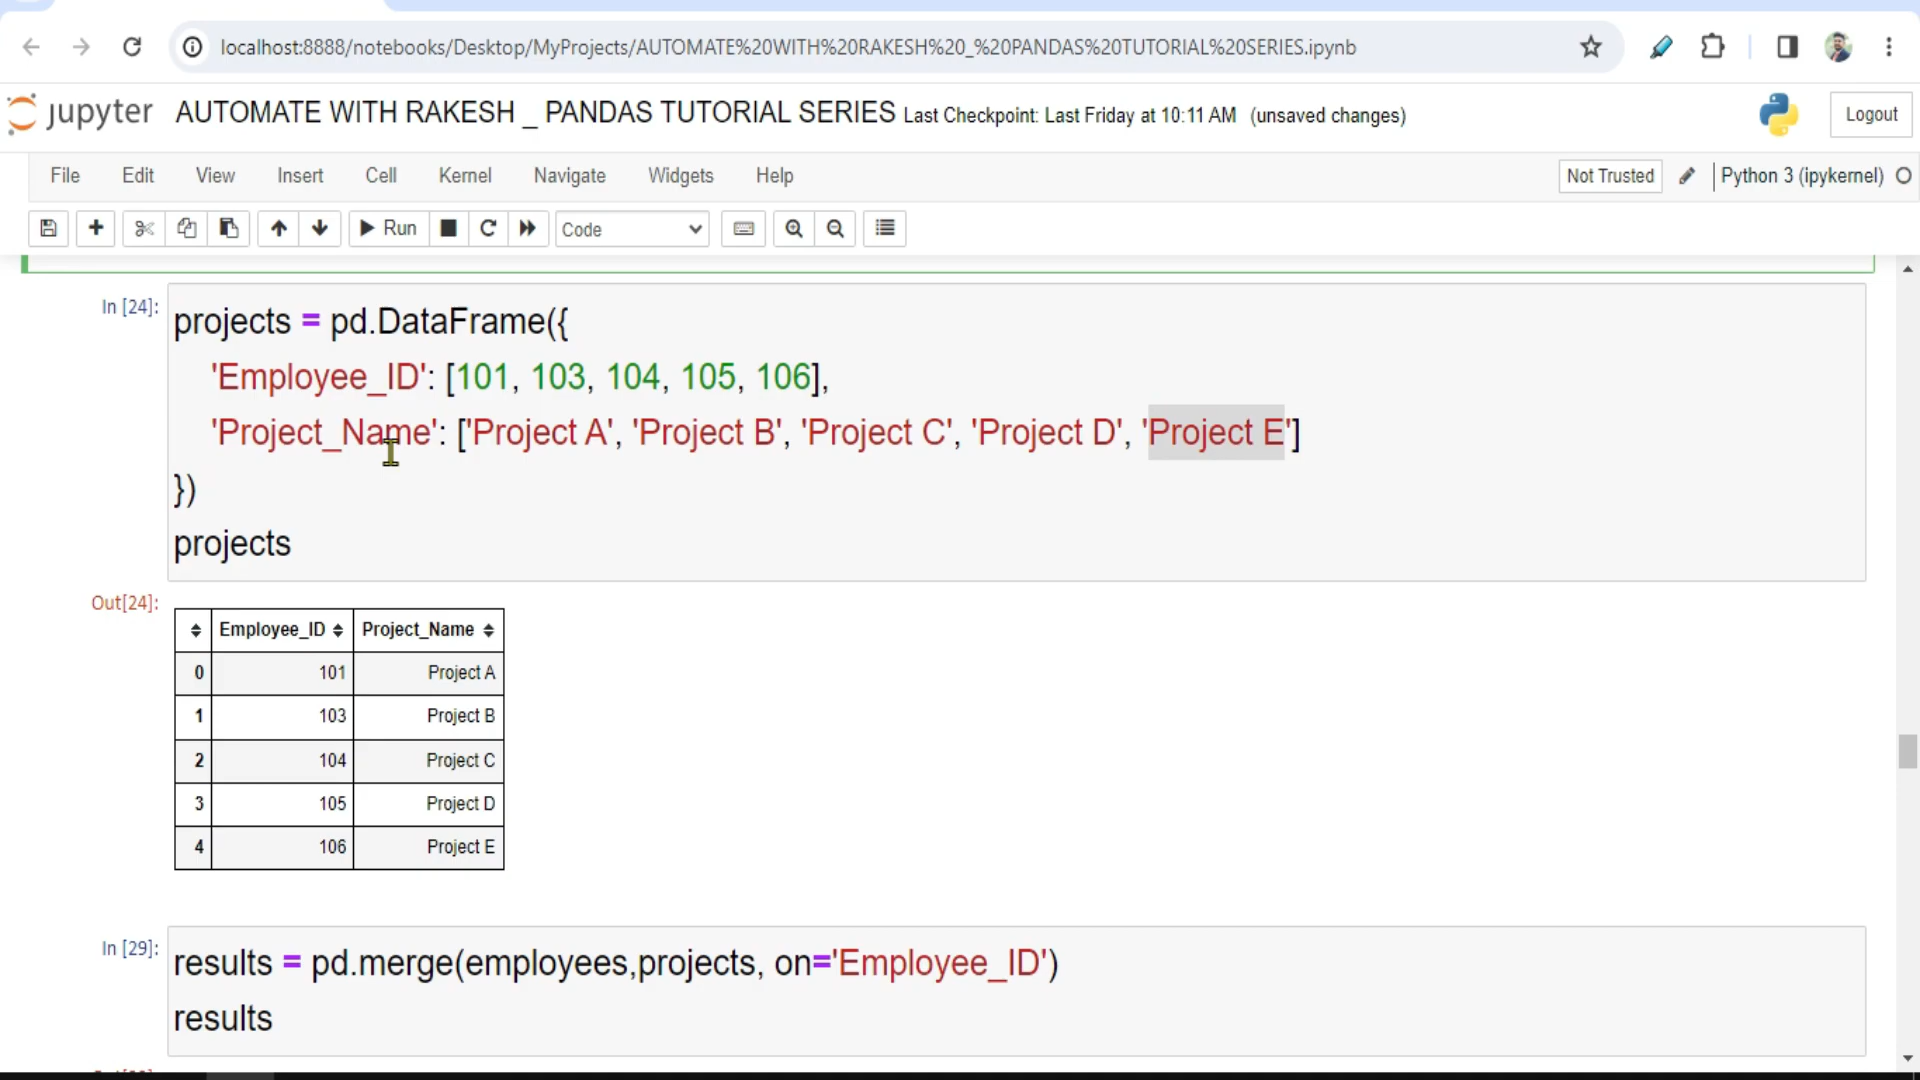 localhost:8888/notebooks/Desktop/MyProjects/AUTOMATE%20WITH%20RAKESH%20_%20PANDAS%20TUTORIAL%20SERIES.ipynb
jupyter AUTOMATE WITH RAKESH _ PANDAS TUTORIAL SERIES Last Checkpoint: Last Friday at 10:11 AM (unsaved changes) Logout
File Edit View Insert Cell Kernel Navigate Widgets Help Not Trusted Python 3 (ipykernel)
Run Code
In [24]: projects = pd.DataFrame({
'Employee_ID': [101, 103, 104, 105, 106],
'Project_Name': ['Project A', 'Project B', 'Project C', 'Project D', 'Project E']
})
projects
Out[24]:
Employee_ID Project_Name
0 101 Project A
1 103 Project B
2 104 Project C
3 105 Project D
4 106 Project E
In [29]: results = pd.merge(employees,projects, on='Employee_ID')
results